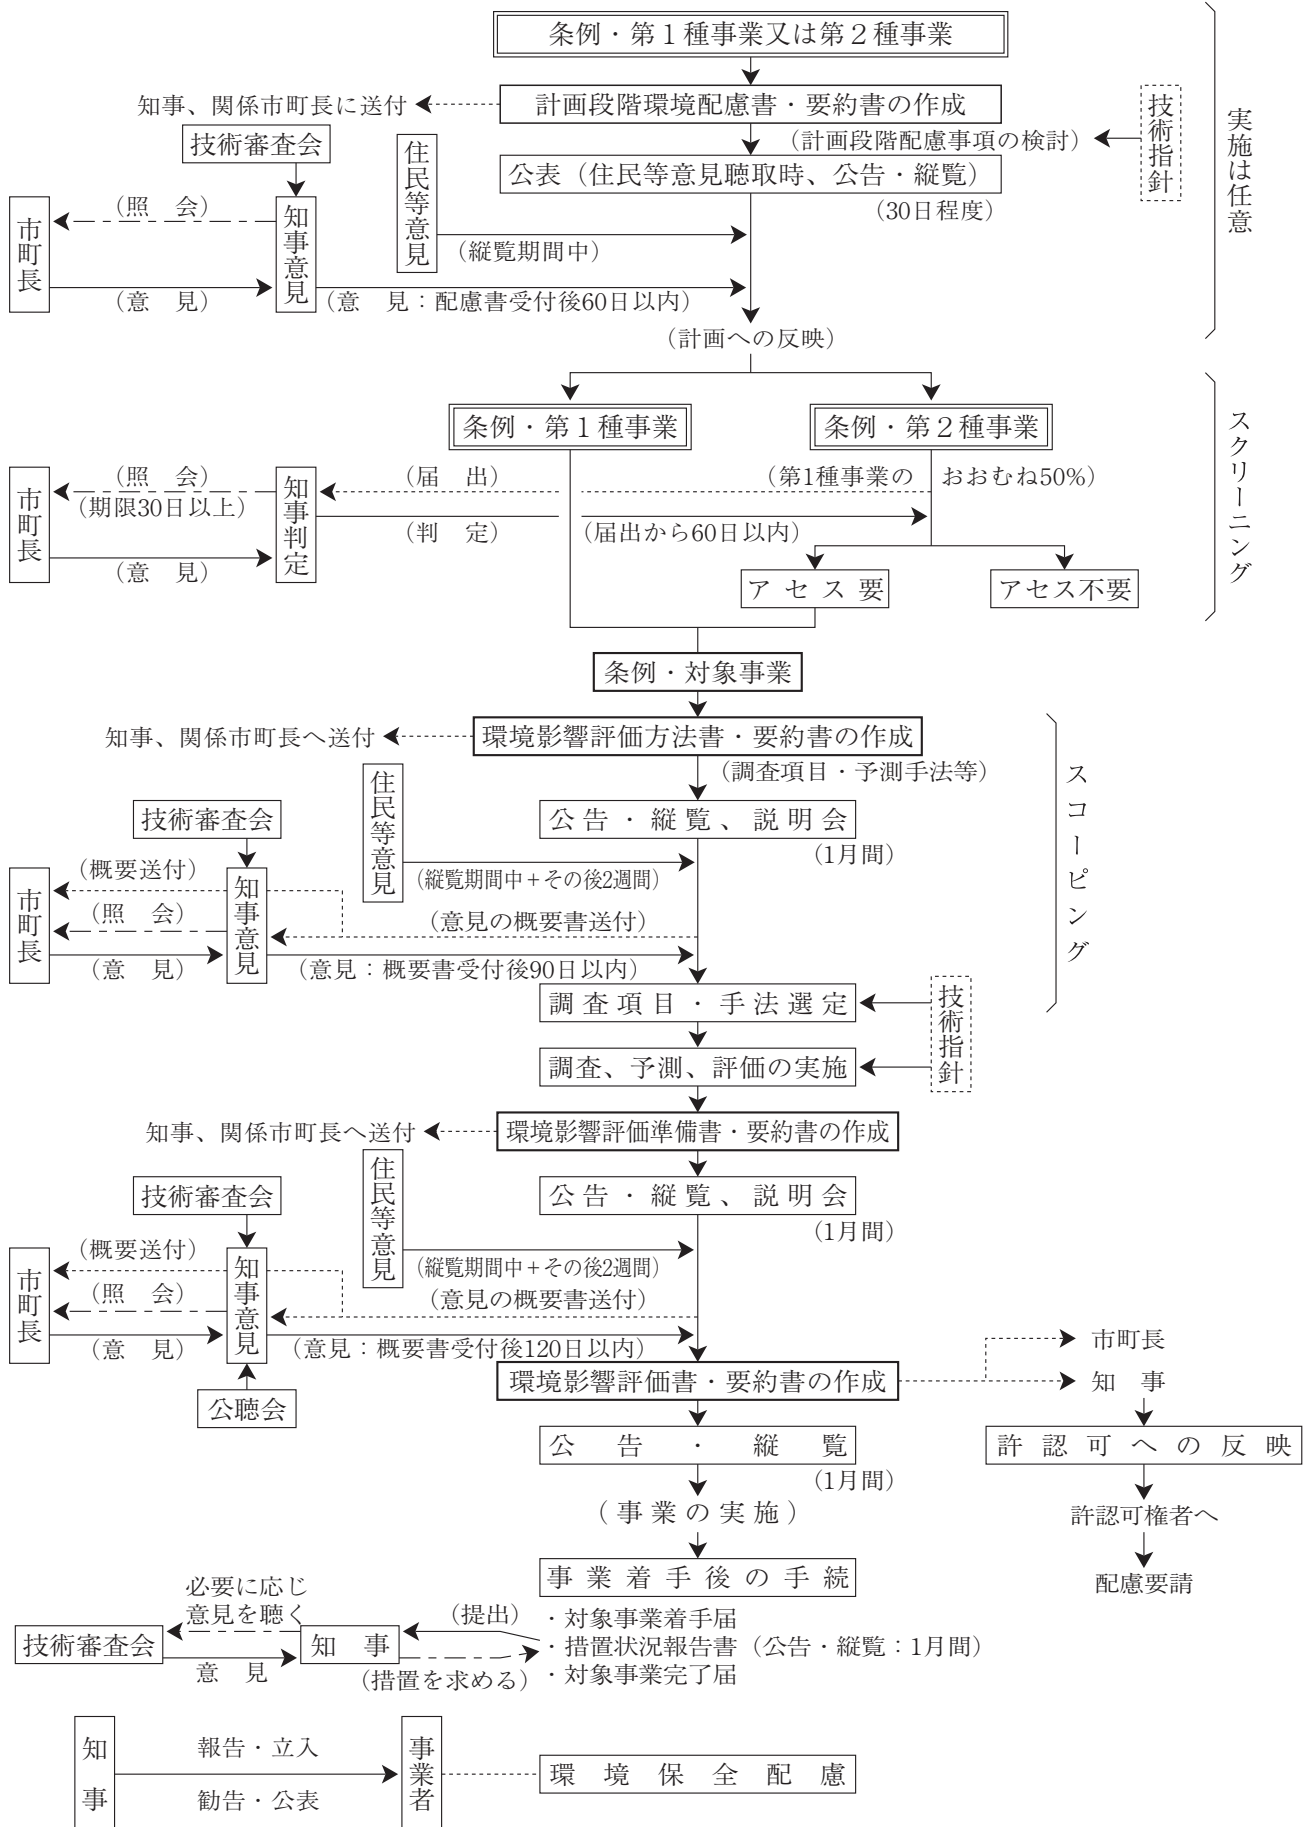 条例・第１種事業又は第２種事業
知事、関係市町長に送付
計画段階環境配慮書・要約書の作成
(計画段階配慮事項の検討)
技術指針
実施は任意
技術審査会
住民等意見
公表（住民等意見聴取時、公告・縦覧）
(30日程度)
市町長
(照　会)
知事意見
(縦覧期間中)
(意　見)
(意　見：配慮書受付後60日以内)
(計画への反映)
条例・第１種事業
条例・第２種事業
スクリーニング
市町長
(照　会)
(期限30日以上)
知事判定
(届　出)
(第1種事業の　おおむね50%)
(判　定)
(届出から60日以内)
(意　見)
アセス要
アセス不要
条例・対象事業
知事、関係市町長へ送付
環境影響評価方法書・要約書の作成
(調査項目・予測手法等)
スコーピング
住民等意見
技術審査会
公告・縦覧、説明会
(1月間)
(概要送付)
(縦覧期間中+その後2週間)
市町長
知事意見
(照　会)
(意見の概要書送付)
(意　見)
(意見：概要書受付後90日以内)
調査項目・手法選定
技術指針
調査、予測、評価の実施
知事、関係市町長へ送付
環境影響評価準備書・要約書の作成
住民等意見
技術審査会
公告・縦覧、説明会
(1月間)
(概要送付)
(縦覧期間中+その後2週間)
市町長
知事意見
(照　会)
(意見の概要書送付)
(意　見)
(意見：概要書受付後120日以内)
市町長
環境影響評価書・要約書の作成
知　事
公聴会
公告・縦覧
(1月間)
許認可への反映
(事業の実施)
許認可権者へ
事業着手後の手続
配慮要請
必要に応じ
意見を聴く
(提出)
・対象事業着手届
技術審査会
知　事
・措置状況報告書（公告・縦覧：1月間）
意　見
(措置を求める)
・対象事業完了届
知　事
報告・立入
事業者
環境保全配慮
勧告・公表